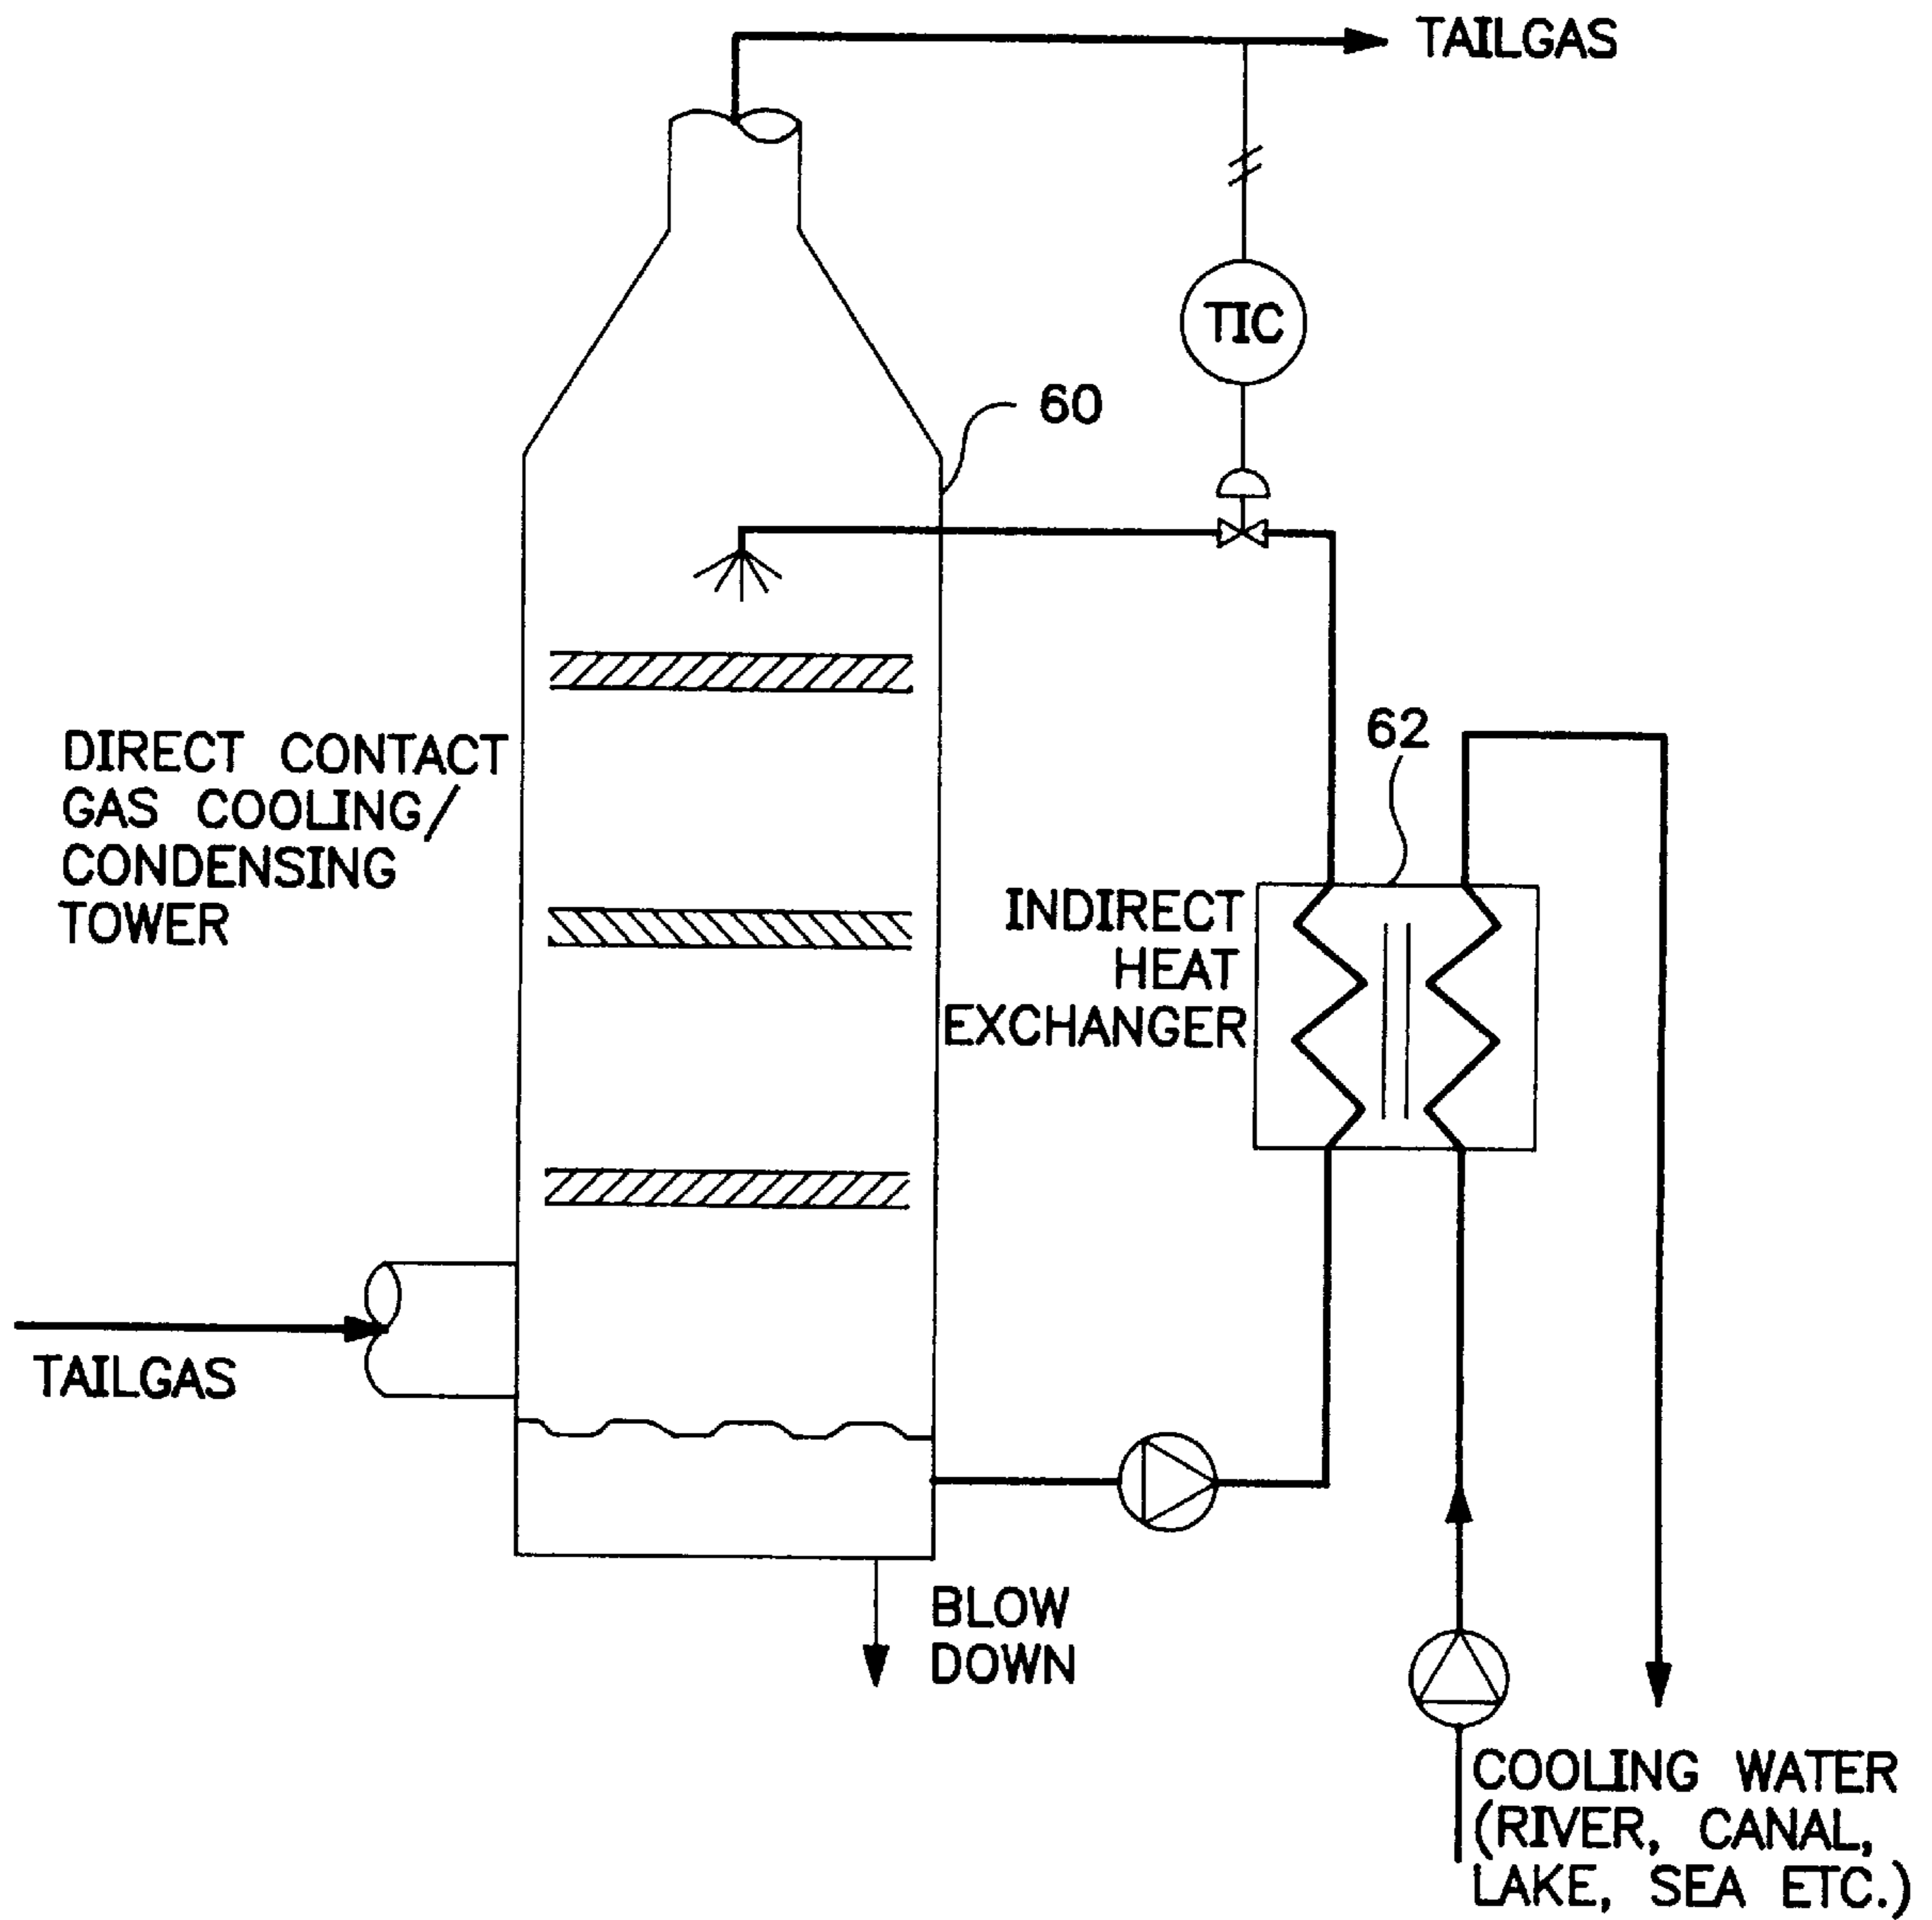 TAILGAS
TIC
60
DIRECT CONTACT
GAS COOLING/
CONDENSING
TOWER
62
INDIRECT
HEAT
EXCHANGER
TAILGAS
BLOW
DOWN
COOLING WATER
(RIVER, CANAL,
LAKE, SEA ETC.)